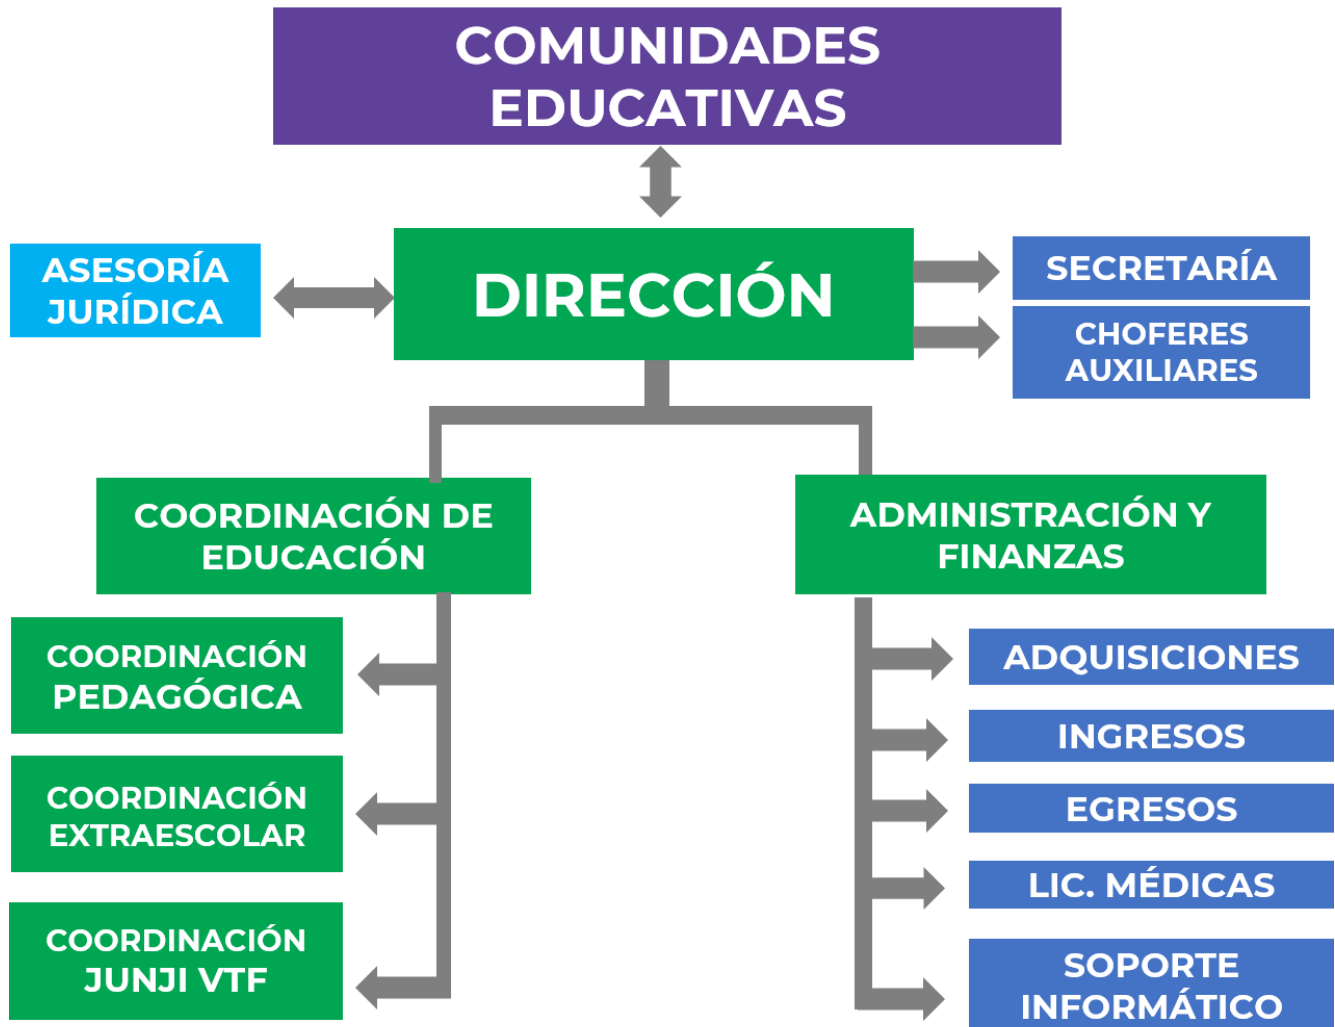 COMUNIDADES
EDUCATIVAS
ASESORÍA
JURÍDICA
DIRECCIÓN
SECRETARÍA
CHOFERES
AUXILIARES
COORDINACIÓN DE
EDUCACIÓN
ADMINISTRACIÓN Y
FINANZAS
COORDINACIÓN
PEDAGÓGICA
COORDINACIÓN
EXTRAESCOLAR
COORDINACIÓN
JUNJI VTF
ADQUISICIONES
INGRESOS
EGRESOS
LIC. MÉDICAS
SOPORTE
INFORMÁTICO